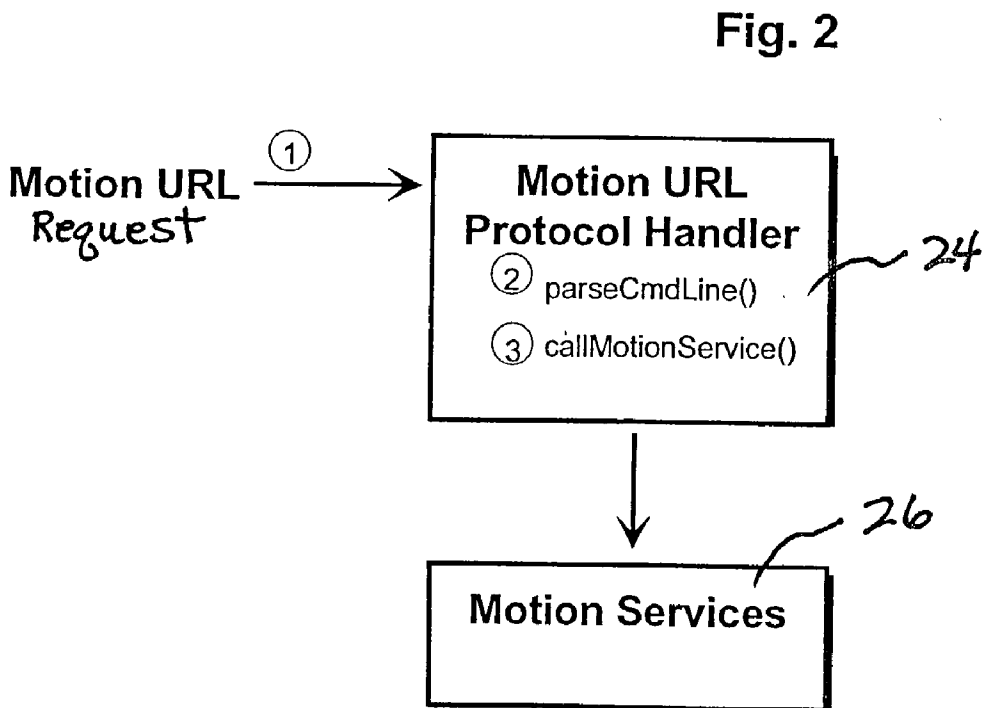 Fig. 2
1
Motion URL
Request
Motion URL
Protocol Handler
2 parseCmdLine()
3 callMotionService()
24
26
Motion Services